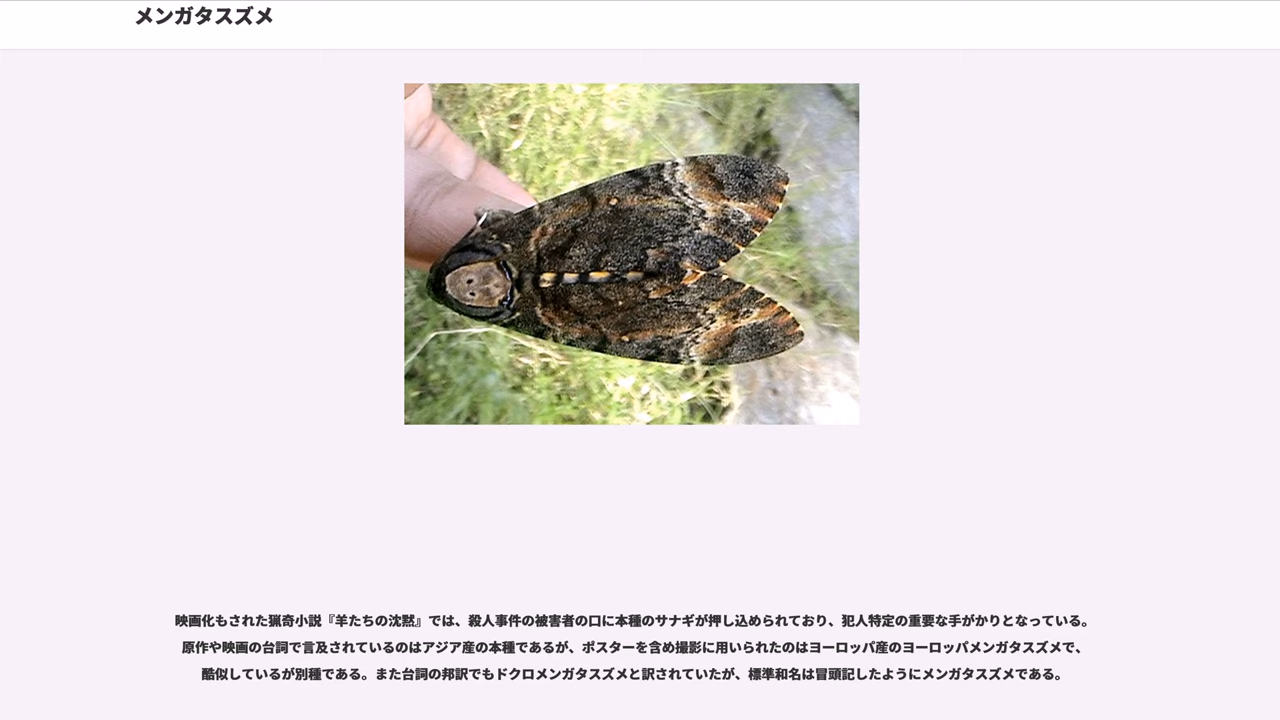 メンガタスズメ
映画化もされた猟奇小説『羊たちの沈黙』では、殺人事件の被害者の口に本種のサナギが押し込められており、犯人特定の重要な手がかりとなっている。
原作や映画の台詞で言及されているのはアジア産の本種であるが、ポスターを含め撮影に用いられたのはヨーロッパ産のヨーロッパメンガタスズメで、
酷似しているが別種である。また台詞の邦訳でもドクロメンガタスズメと訳されていたが、標準和名は冒頭記したようにメンガタスズメである。